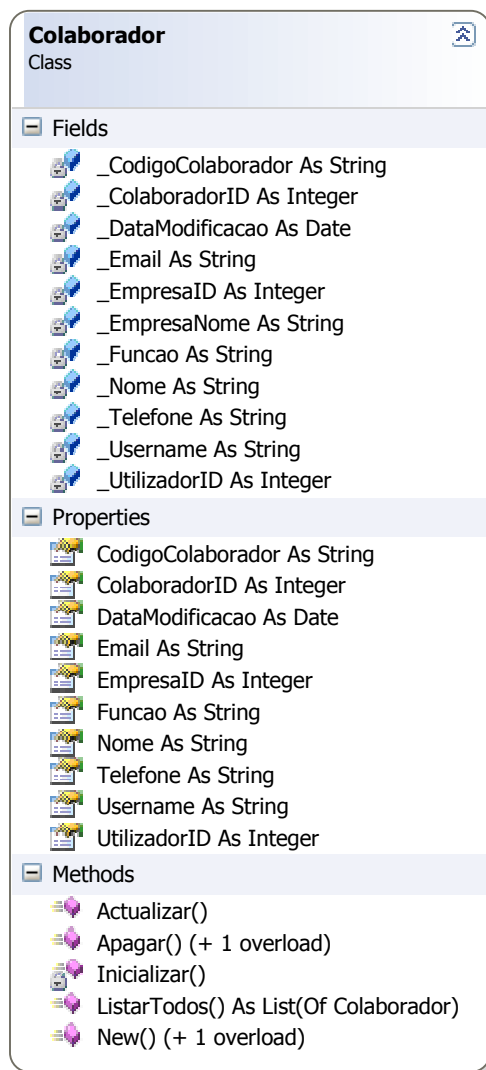 Colaborador
Class
Fields
_CodigoColaborador As String
_ColaboradorID As Integer
_DataModificacao As Date
_Email As String
_EmpresaID As Integer
_EmpresaNome As String
_Funcao As String
_Nome As String
_Telefone As String
_Username As String
_UtilizadorID As Integer
Properties
CodigoColaborador As String
ColaboradorID As Integer
DataModificacao As Date
Email As String
EmpresaID As Integer
Funcao As String
Nome As String
Telefone As String
Username As String
UtilizadorID As Integer
Methods
Actualizar()
Apagar() (+ 1 overload)
Inicializar()
ListarTodos() As List(Of Colaborador)
New() (+ 1 overload)